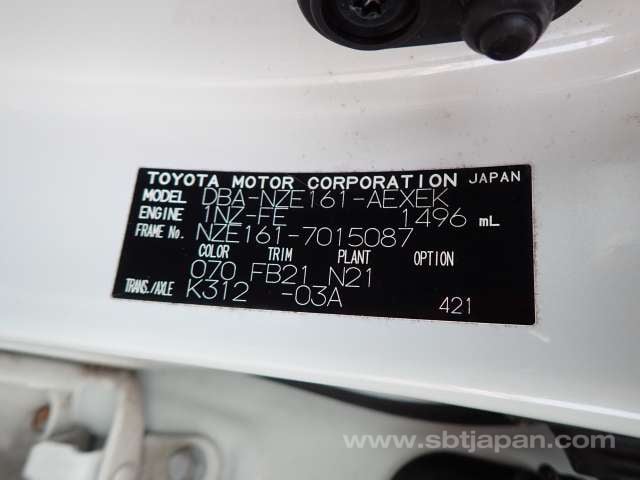 TOYOTA MOTOR CORPORATION JAPAN
MODEL DBA-NZE161-AEXEK
ENGINE 1NZ-FE 1496 mL
FRAME No. NZE161-7015087
COLOR TRIM PLANT OPTION
070 FB21 N21
TRANS./AXLE K312 -03A 421
www.sbtjapan.com